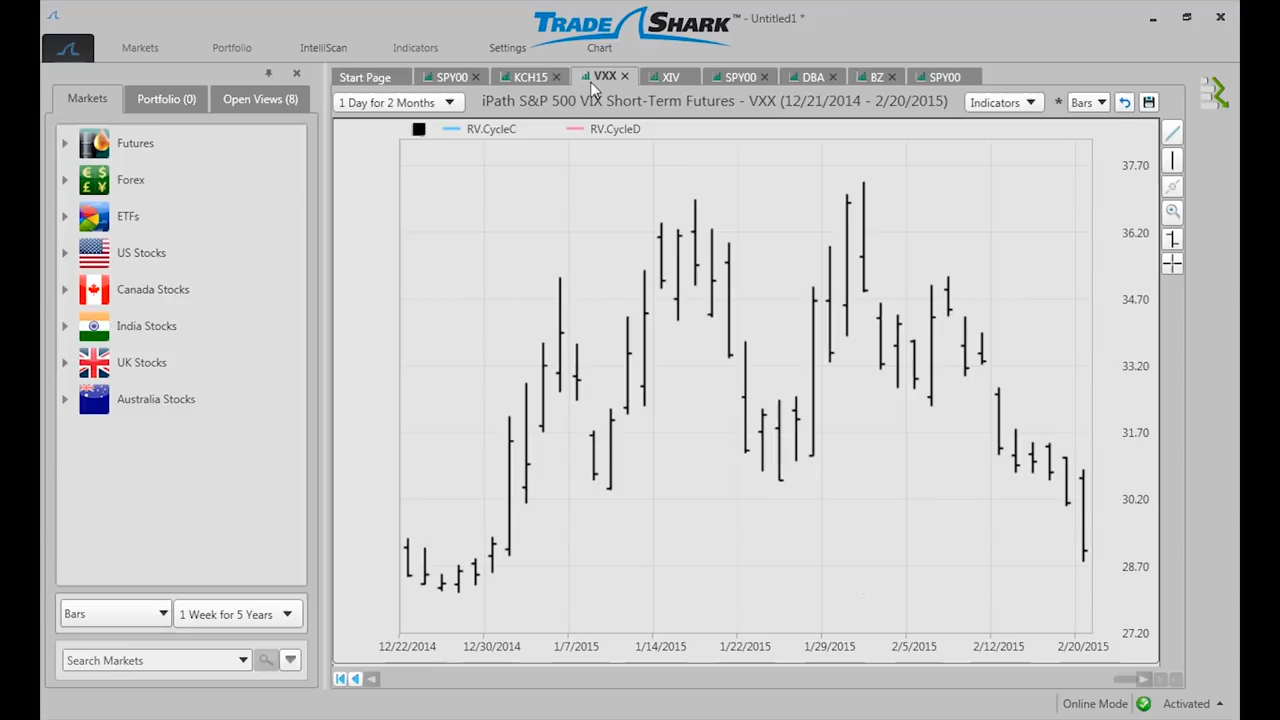 TRADE SHARK™ - Untitled1 *
Markets Portfolio IntelliScan Indicators Settings Chart
Start Page SPY00 KCH15 VXX XIV SPY00 DBA BZ SPY00
Markets Portfolio (0) Open Views (8)
1 Day for 2 Months iPath S&P 500 VIX Short-Term Futures - VXX (12/21/2014 - 2/20/2015) Indicators * Bars
RV.CycleC RV.CycleD
Futures
Forex
ETFs
US Stocks
Canada Stocks
India Stocks
UK Stocks
Australia Stocks
37.70
36.20
34.70
33.20
31.70
30.20
28.70
27.20
12/22/2014 12/30/2014 1/7/2015 1/14/2015 1/22/2015 1/29/2015 2/5/2015 2/12/2015 2/20/2015
Bars 1 Week for 5 Years
Search Markets
Online Mode Activated